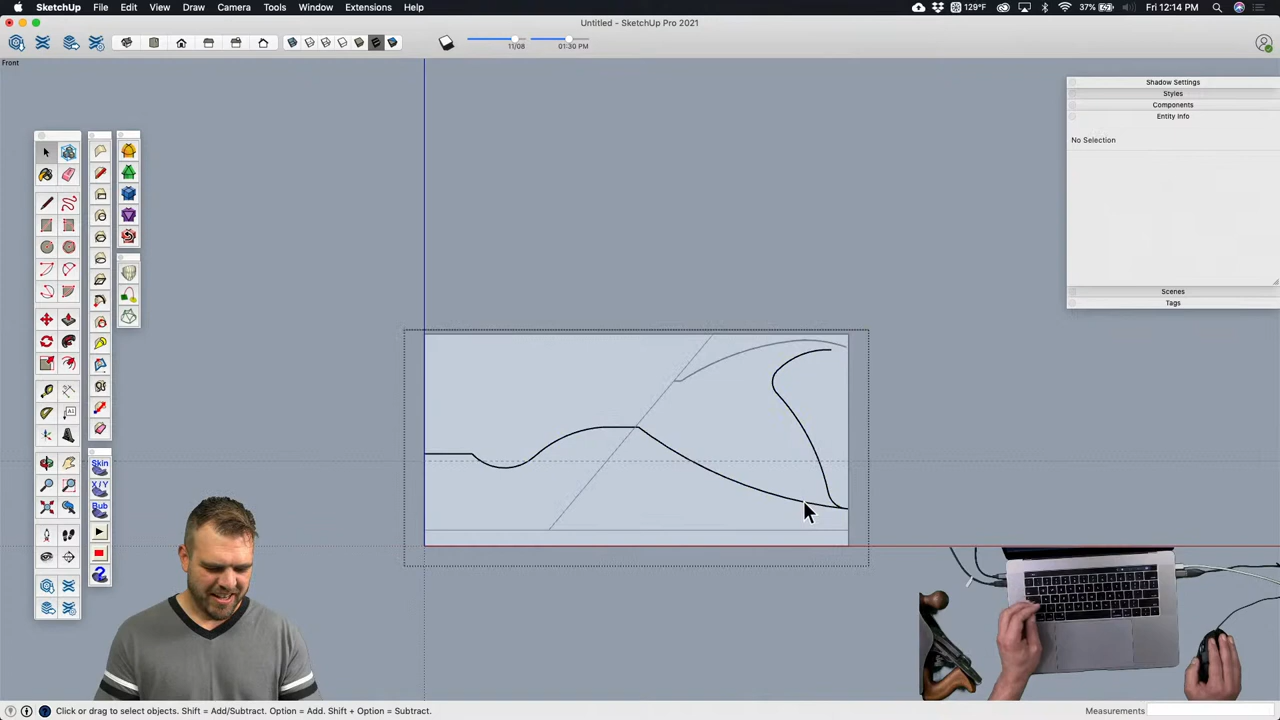 SketchUp File Edit View Draw Camera Tools Window Extensions Help 129°F 37% Fri 12:14 PM
Untitled - SketchUp Pro 2021
11/08 01:30 PM
Front
Shadow Settings
Styles
Components
Entity Info
No Selection
Scenes
Tags
A1
Skin
X/Y
Bub
Click or drag to select objects. Shift = Add/Subtract. Option = Add. Shift + Option = Subtract.
Measurements